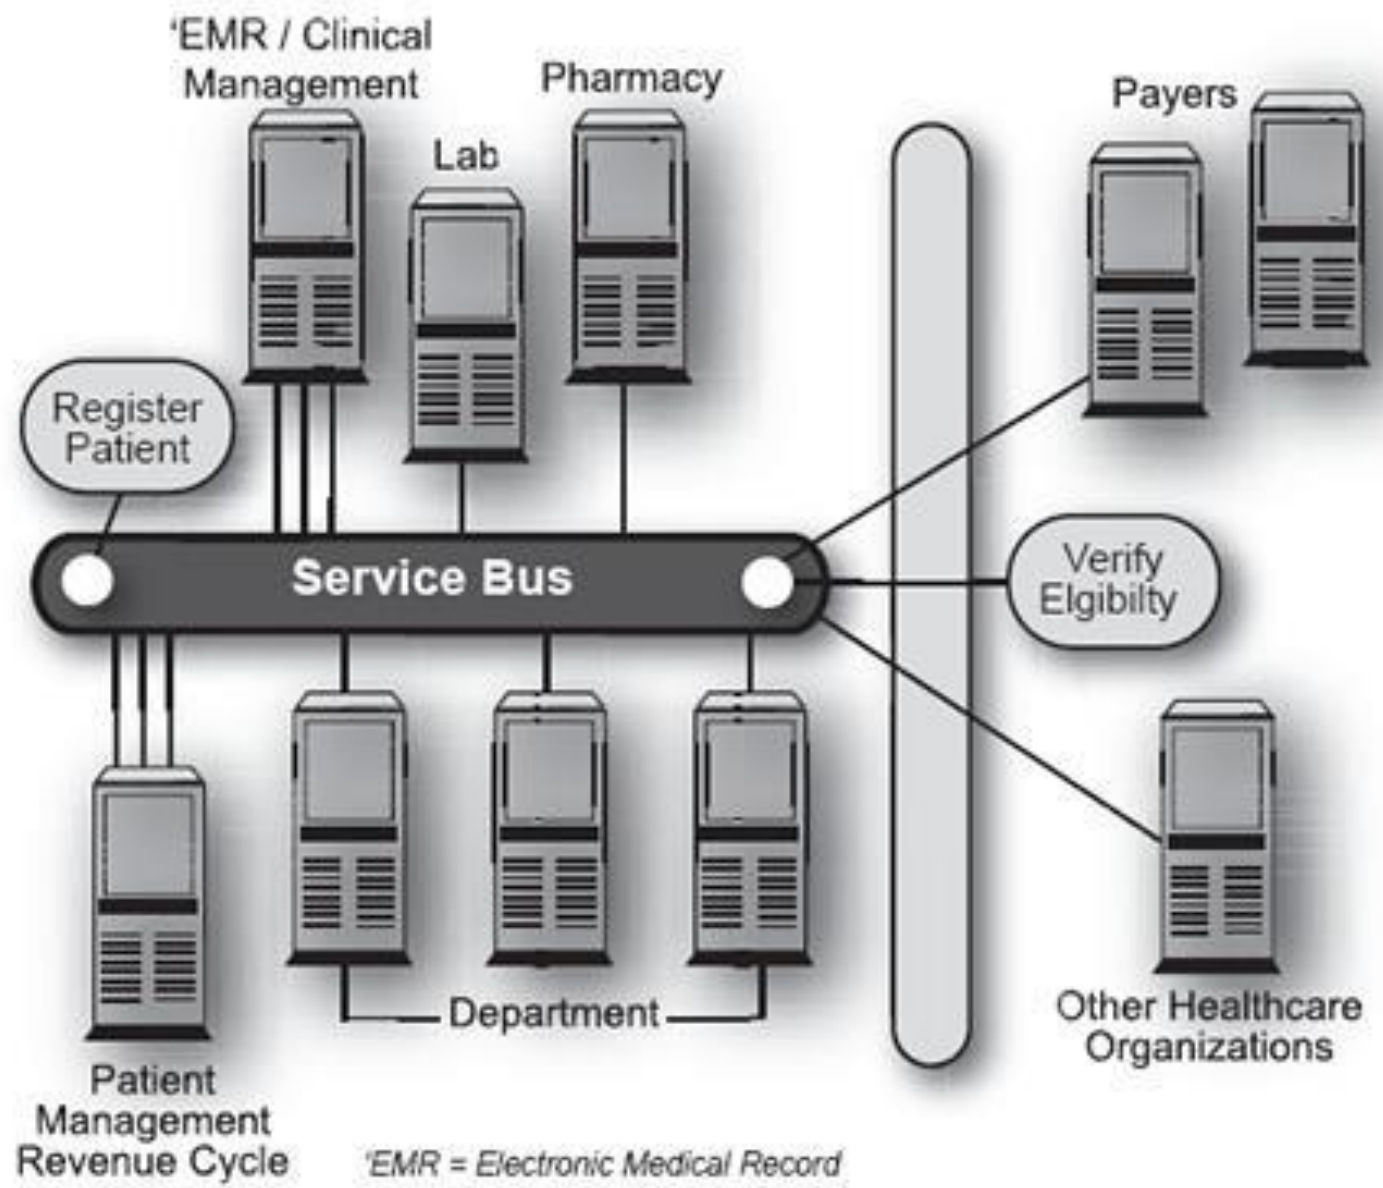 ‘EMR / Clinical
Management
Pharmacy
Lab
Payers
Register
Patient
Service Bus
Verify
Elgibilty
Department
Other Healthcare
Organizations
Patient
Management
Revenue Cycle
‘EMR = Electronic Medical Record